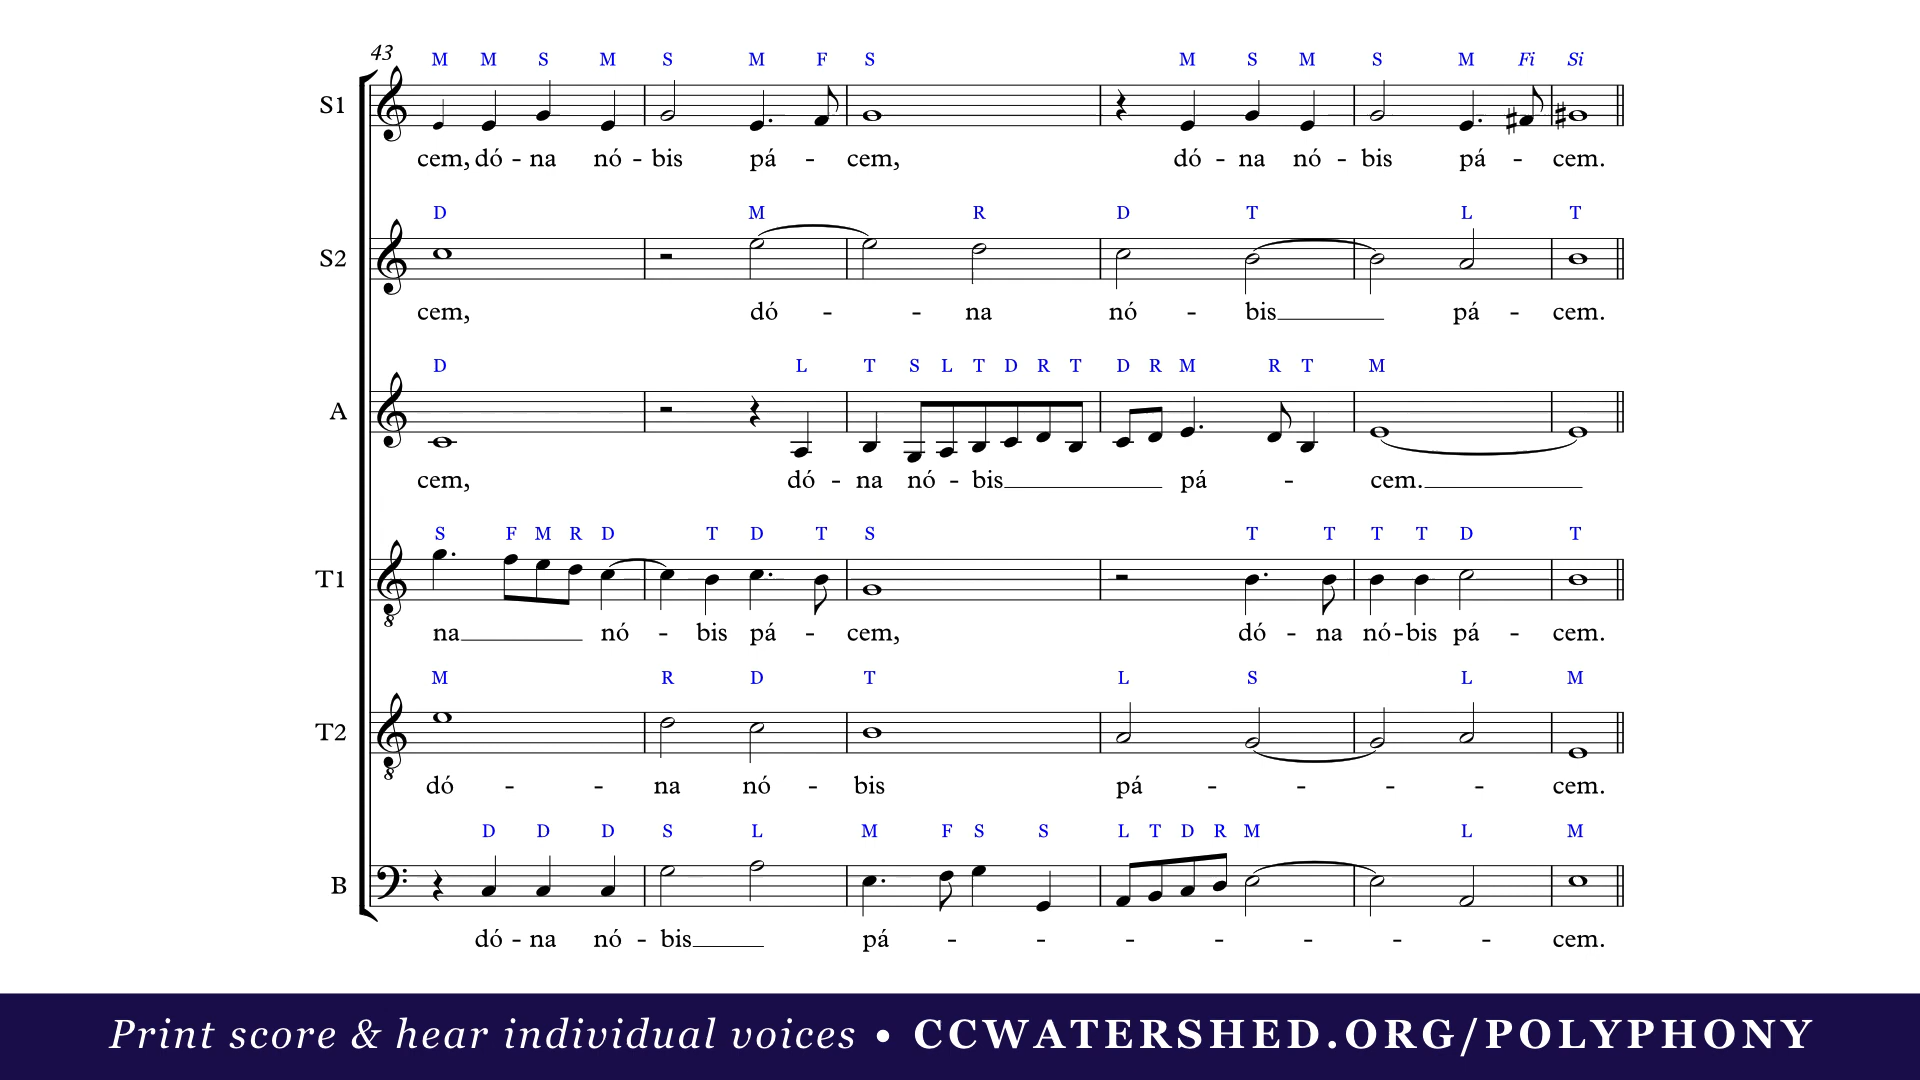 43
M M S M S M F S M S M S M Fi Si
S1
cem, dó - na nó - bis pá - cem, dó - na nó - bis pá - cem.
D M R D T L T
S2
cem, dó - - na nó - bis pá - cem.
D L T S L T D R T D R M R T M
A
cem, dó - na nó - bis pá - cem.
S F M R D T D T S T T T T D T
T1
8
na nó - bis pá - cem, dó - na nó - bis pá - cem.
M R D T L S L M
T2
8
dó - - na nó - bis pá - - - - cem.
D D D S L M F S S L T D R M L M
B
dó - na nó - bis pá - - - - - - - cem.
Print score & hear individual voices • CCWATERSHED.ORG/POLYPHONY